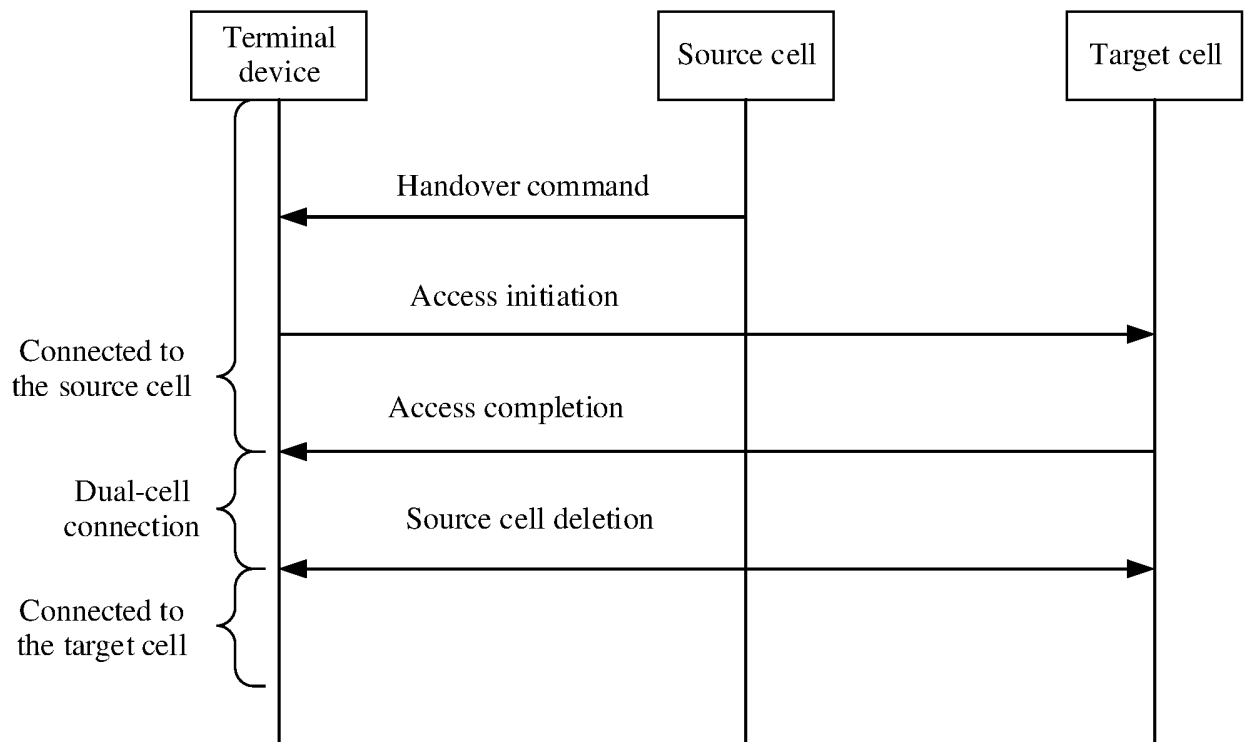 Terminal
device
Source cell
Target cell
Handover command
Access initiation
Connected to
the source cell
Access completion
Dual-cell
connection
Source cell deletion
Connected to
the target cell